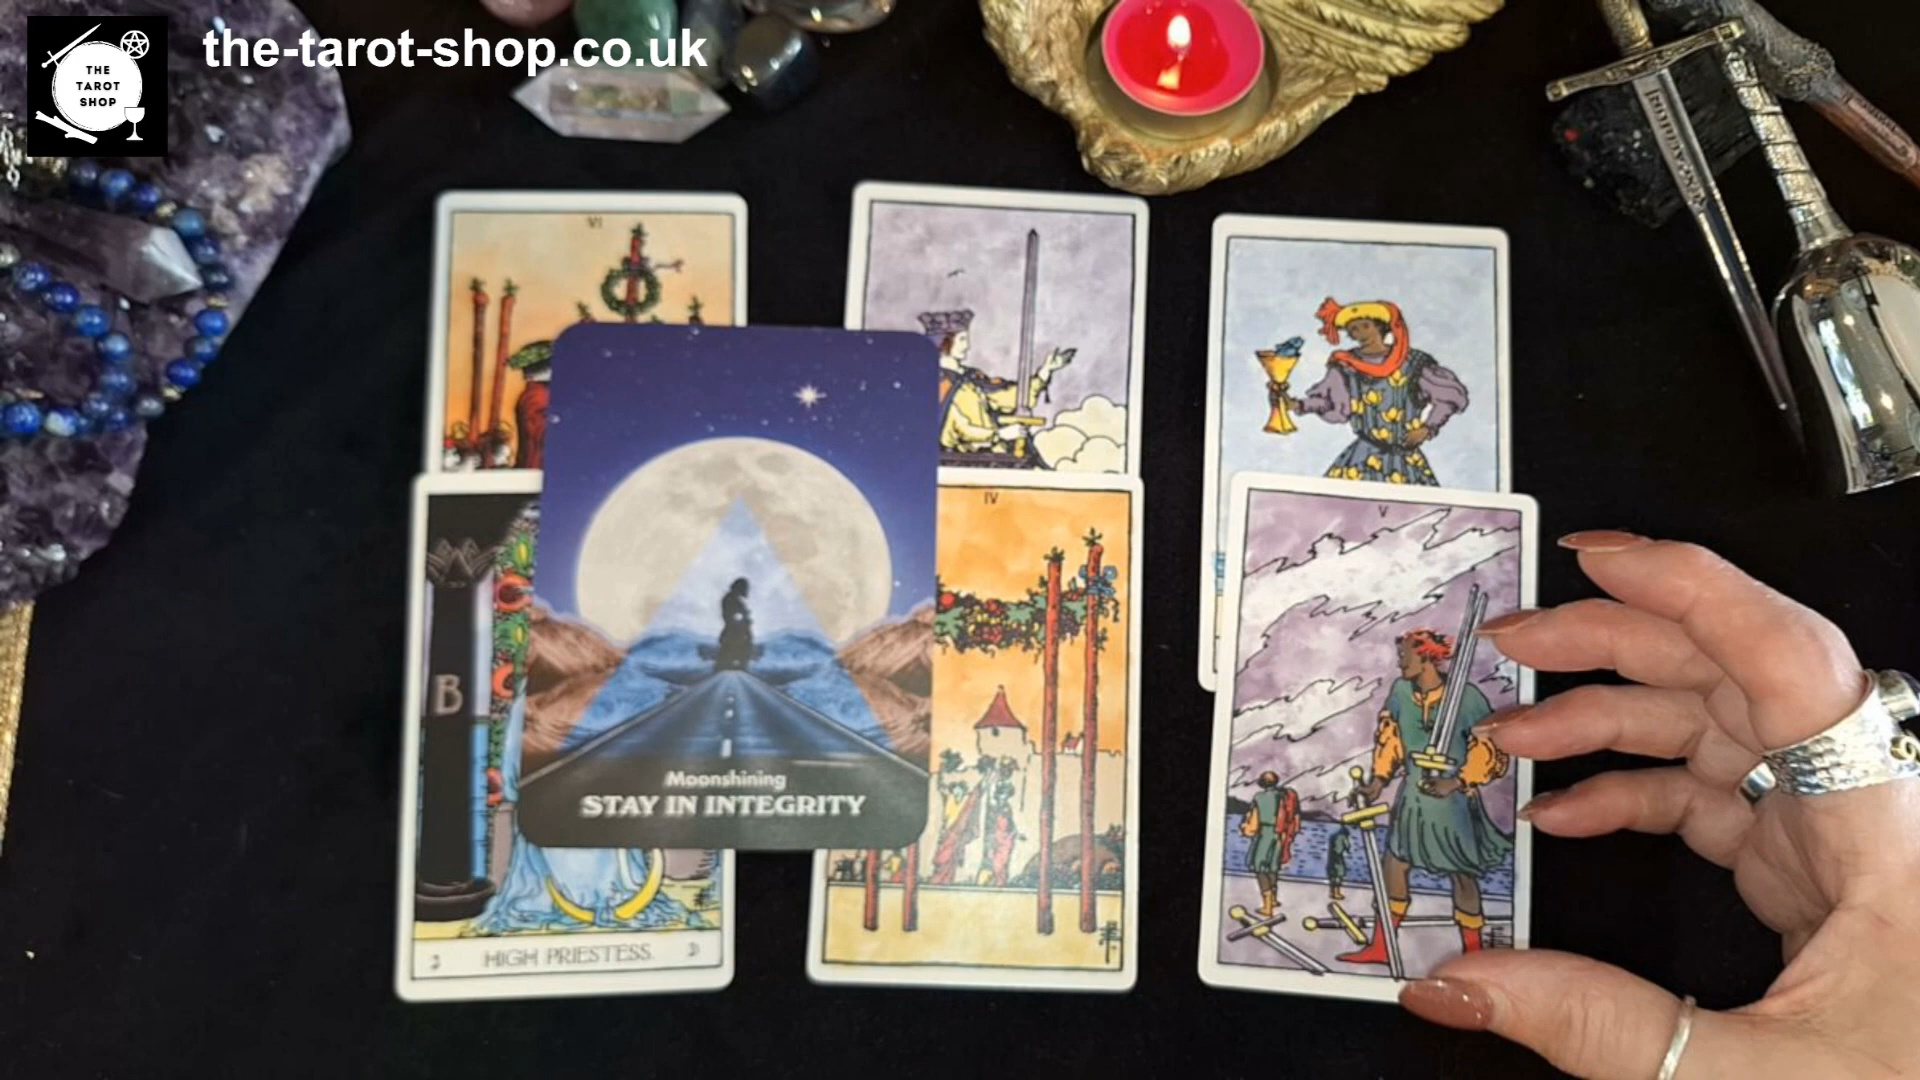 THE
TAROT
SHOP
the-tarot-shop.co.uk
VI
IV
V
B
Moonshining
STAY IN INTEGRITY
HIGH PRIESTESS.